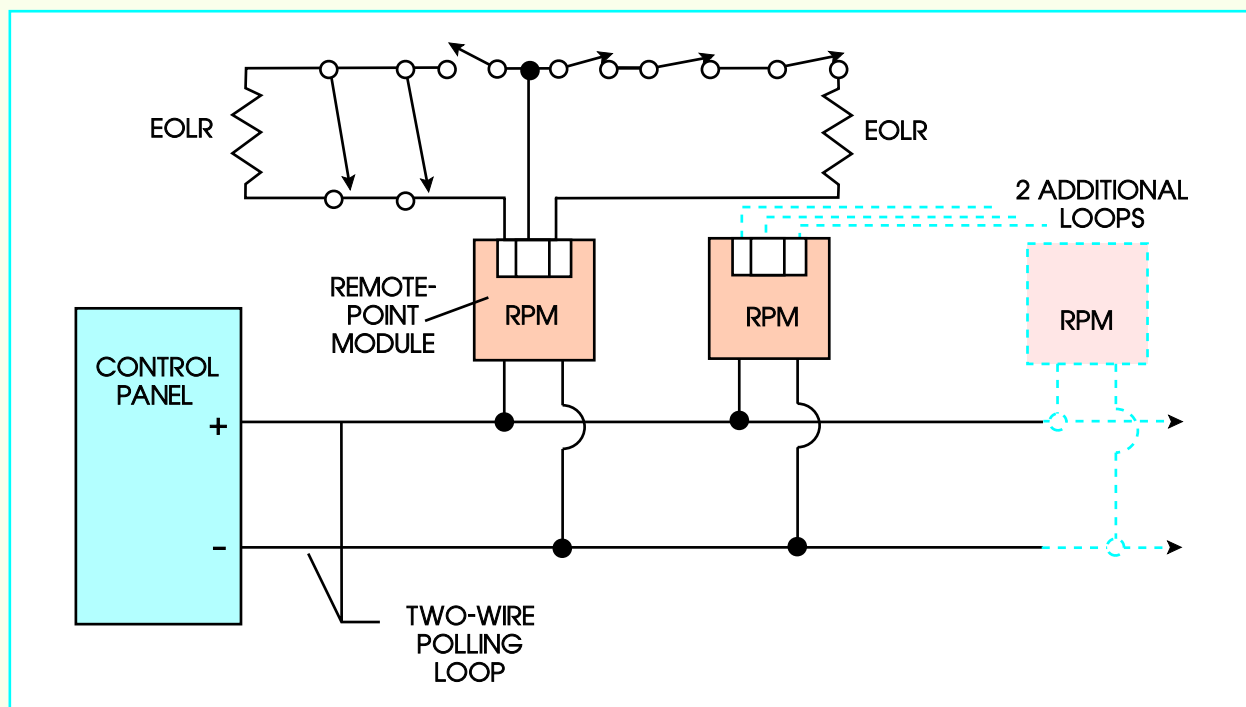 EOLR
EOLR
2 ADDITIONAL
LOOPS
REMOTE-
POINT
MODULE
RPM
RPM
RPM
CONTROL
PANEL
+
-
TWO-WIRE
POLLING
LOOP